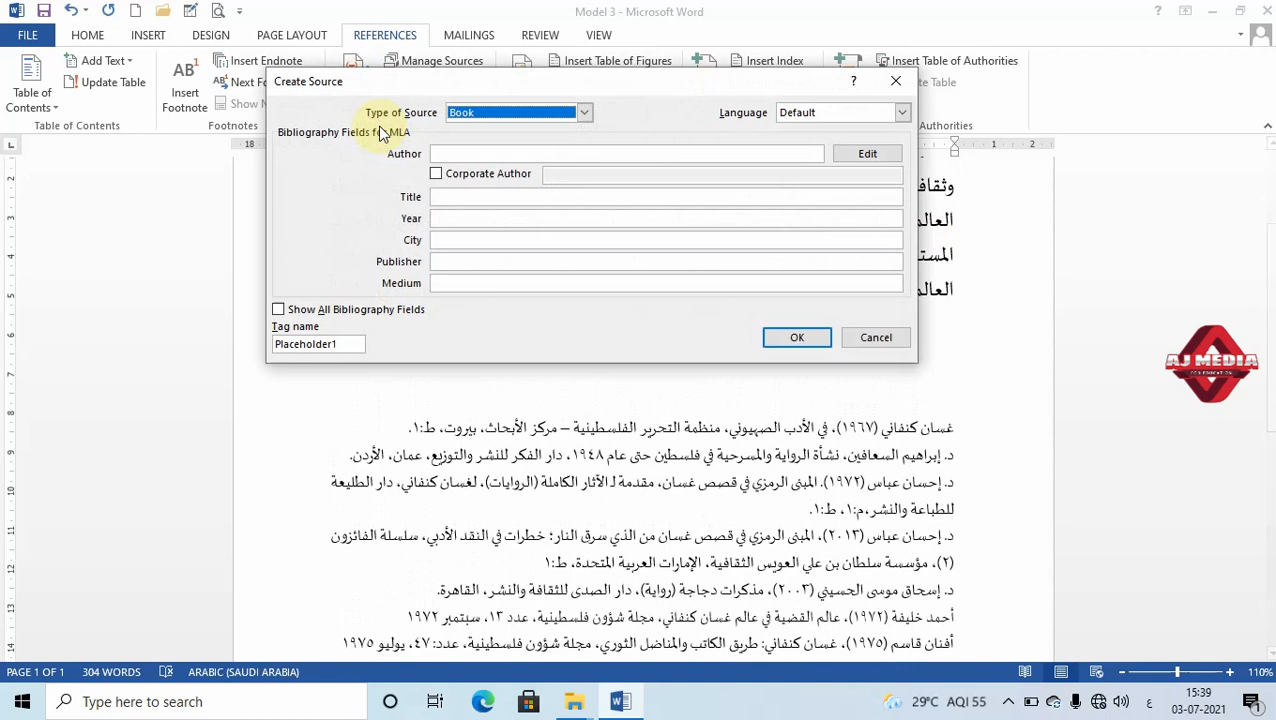 Model 3 - Microsoft Word
FILE HOME INSERT DESIGN PAGE LAYOUT REFERENCES MAILINGS REVIEW VIEW
Add Text Insert Endnote Manage Sources Insert Table of Figures Insert Index Insert Table of Authorities
Table of Contents Update Table AB Insert Footnote Next Show
Table of Contents Footnotes Authorities
Create Source
Type of Source Book Language Default
Bibliography Fields for MLA
Author Edit
Corporate Author
Title
Year
City
Publisher
Medium
Show All Bibliography Fields
Tag name
Placeholder1
OK Cancel
18 1 2
العالم
العالم
AJ MEDIA
FOR EDUCATION
غسان كنفاني (١٩٦٧)، في الأدب الصهيوني، منظمة التحرير الفلسطينية – مركز الأبحاث، بيروت، ط:١.
د. إبراهيم السعافين، نشأة الرواية والمسرحية في فلسطين حتى عام ١٩٤٨، دار الفكر للنشر والتوزيع، عمان، الأردن.
د. إحسان عباس (١٩٧٢). المبنى الرمزي في قصص غسان، مقدمة لـ الآثار الكاملة (الروايات)، لغسان كنفاني، دار الطليعة
للطباعة والنشر،م:١، ط:١.
د. إحسان عباس (٢٠١٣)، المبنى الرمزي في قصص غسان من الذي سرق النار؛ خطرات في النقد الأدبي، سلسلة الفائزون
(٢)، مؤسسة سلطان بن علي العويس الثقافية، الإمارات العربية المتحدة، ط:١
د. إسحاق موسى الحسيني (٢٠٠٣)، مذكرات دجاجة (رواية)، دار الصدى للثقافة والنشر، القاهرة.
أحمد خليفة (١٩٧٢)، عالم القضية في عالم غسان كنفاني، مجلة شؤون فلسطينية، عدد ١٣، سبتمبر ١٩٧٢
أفنان قاسم (١٩٧٥)، غسان كنفاني: طريق الكاتب والمناضل الثوري، مجلة شؤون فلسطينية، عدد: ٤٧، يوليو ١٩٧٥
PAGE 1 OF 1 304 WORDS ARABIC (SAUDI ARABIA) 110%
Type here to search 29°C AQI 55 ع 15:39
03-07-2021